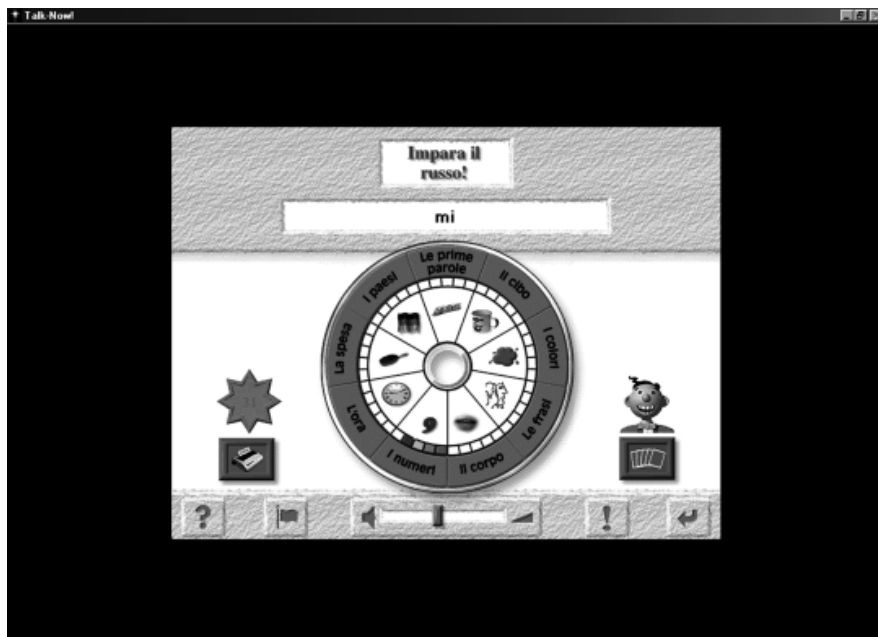 Talk Now!
Impara il
russo!
mi
Le prime
parole
Il cibo
I colori
Le frasi
Il corpo
I numeri
L'ora
La spesa
I paesi
31
?
!